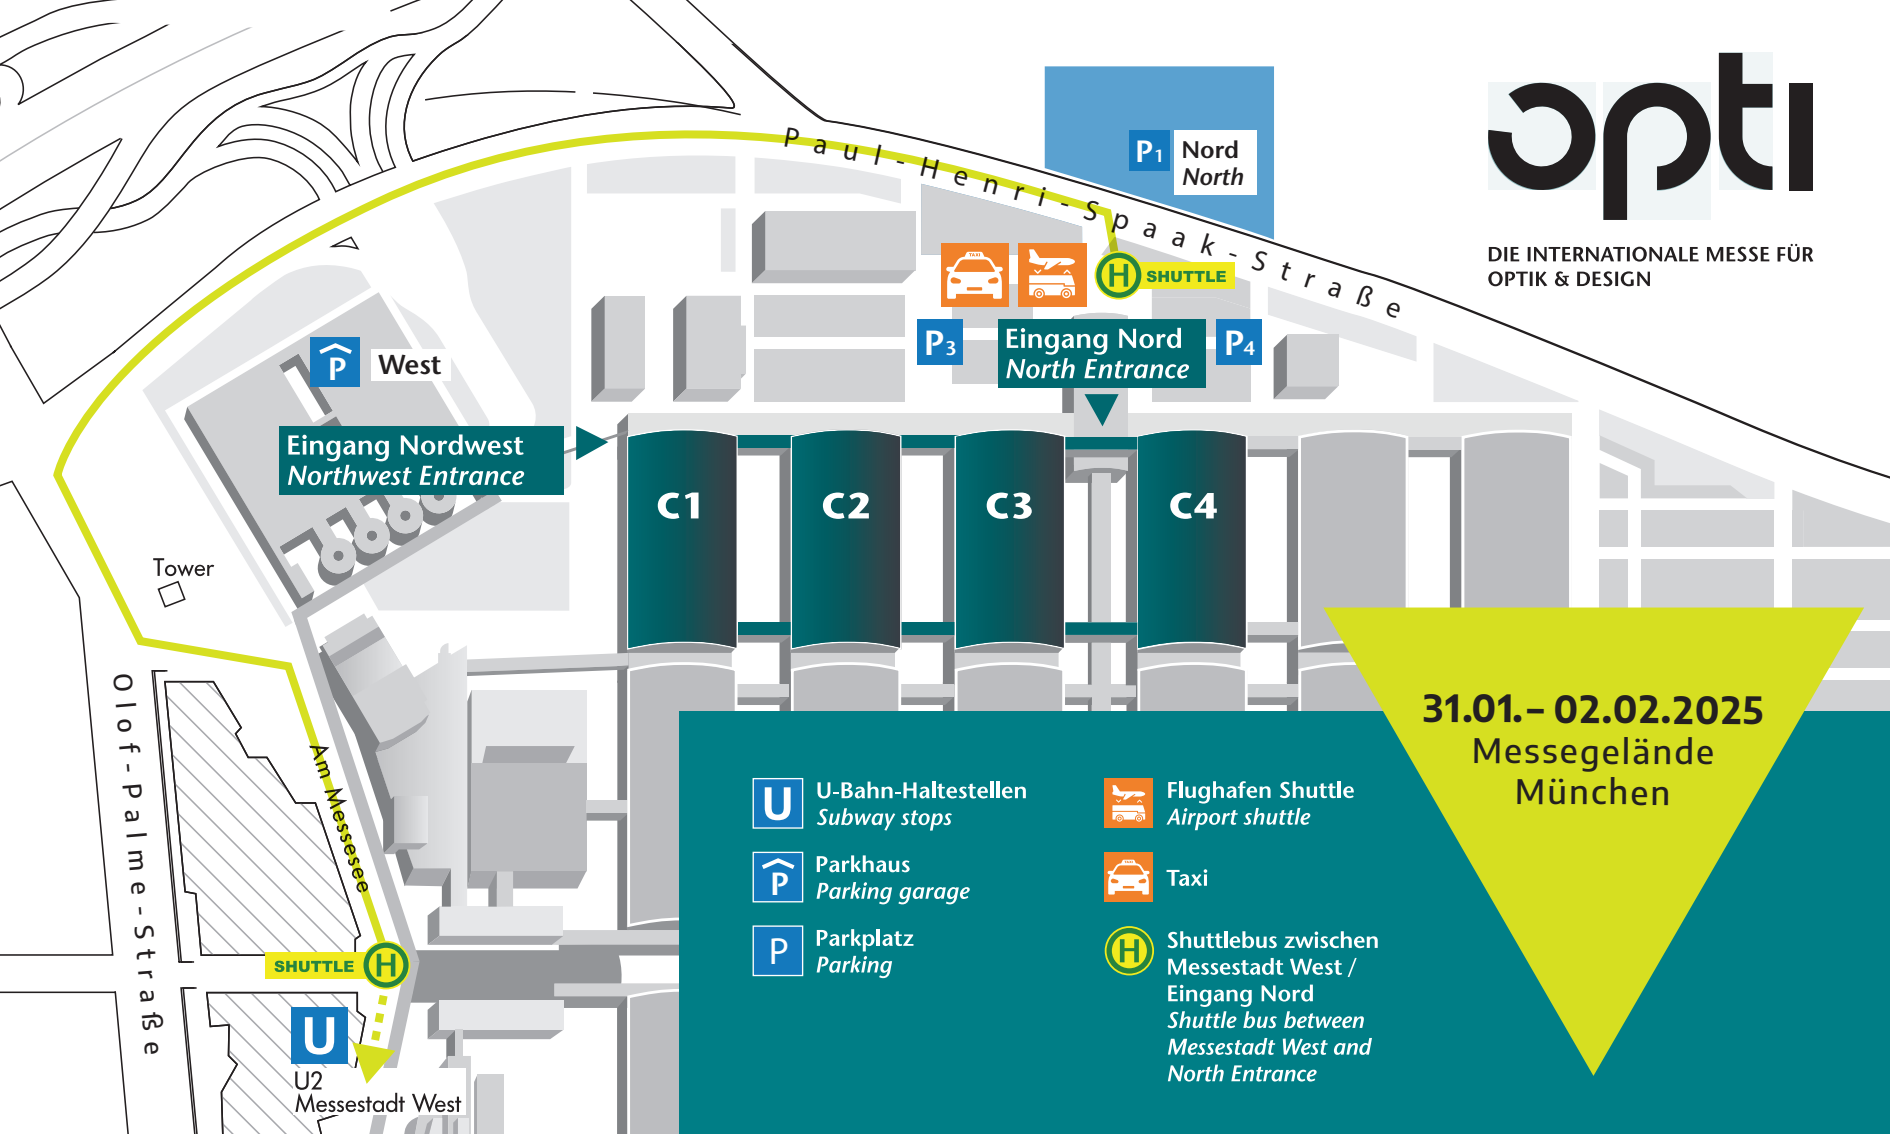 opti
DIE INTERNATIONALE MESSE FÜR
OPTIK & DESIGN
Paul-Henri-Spaak-Straße
P1 Nord
North
TAXI
H SHUTTLE
P3
Eingang Nord
North Entrance
P4
P West
Eingang Nordwest
Northwest Entrance
C1
C2
C3
C4
Tower
Olof-Palme-Straße
Am Messesee
SHUTTLE H
U
U2
Messestadt West
31.01.– 02.02.2025
Messegelände
München
U U-Bahn-Haltestellen
Subway stops
P Parkhaus
Parking garage
P Parkplatz
Parking
Flughafen Shuttle
Airport shuttle
TAXI
Taxi
H Shuttlebus zwischen
Messestadt West /
Eingang Nord
Shuttle bus between
Messestadt West and
North Entrance